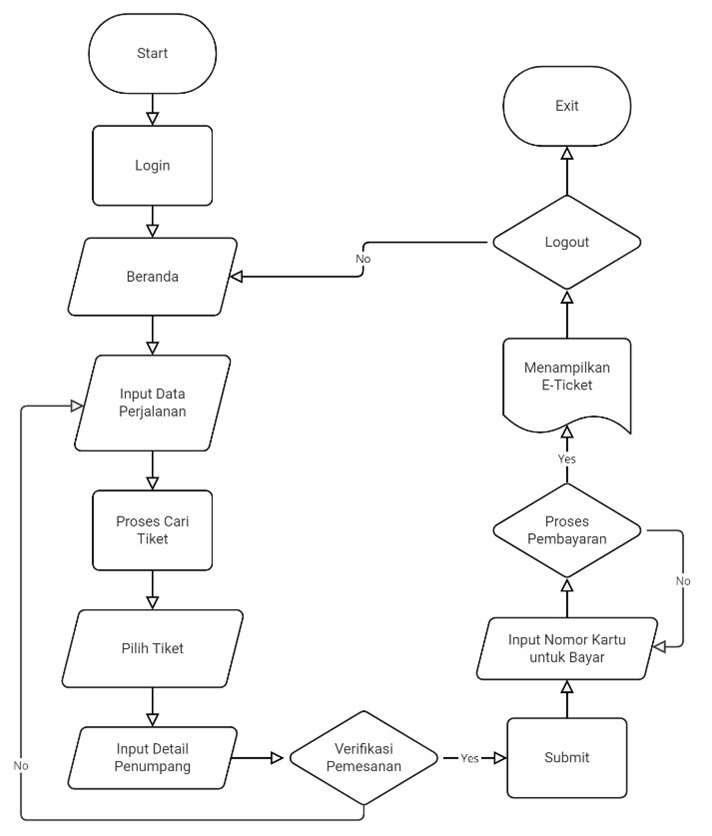 Start
Login
Beranda
Input Data
Perjalanan
Proses Cari
Tiket
Pilih Tiket
Input Detail
Penumpang
Verifikasi
Pemesanan
No
Yes
Submit
Input Nomor Kartu
untuk Bayar
Proses
Pembayaran
No
Yes
Menampilkan
E-Ticket
Logout
No
Exit